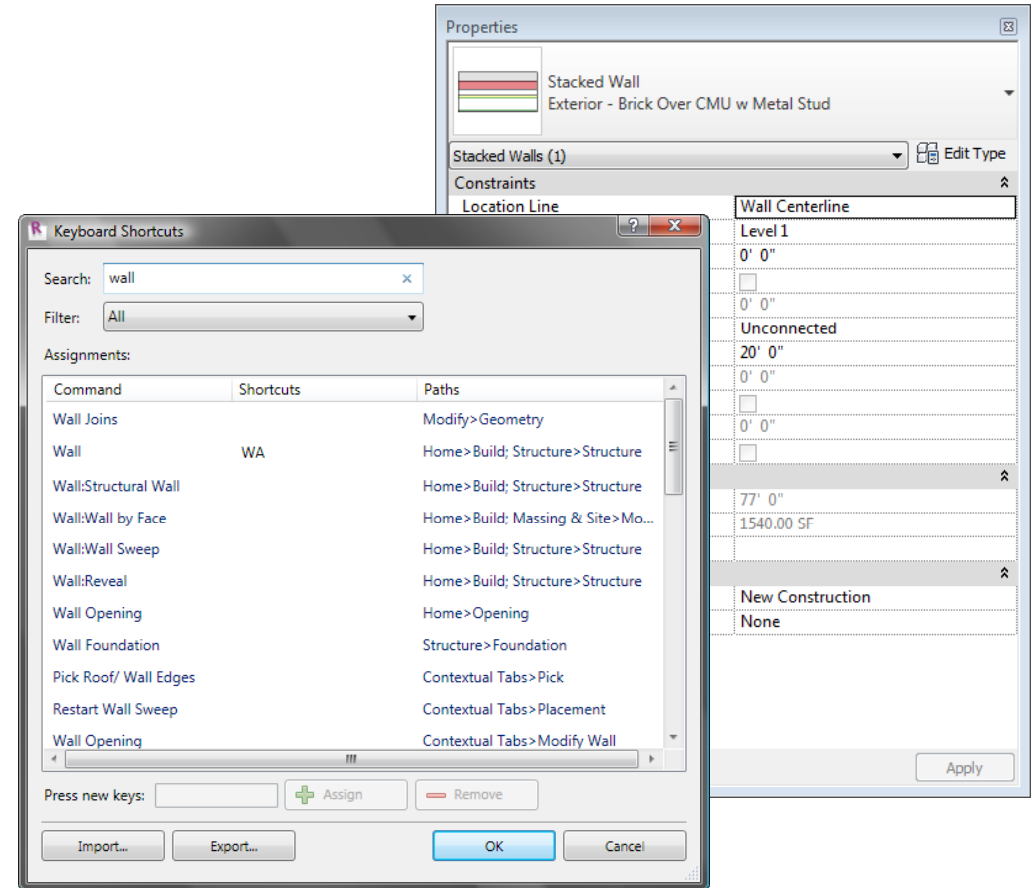 Properties
Stacked Wall
Exterior - Brick Over CMU w Metal Stud
Stacked Walls (1) Edit Type
Constraints
Location Line Wall Centerline
Level 1
0' 0"
0' 0"
Unconnected
20' 0"
0' 0"
0' 0"
77' 0"
1540.00 SF
New Construction
None
Apply
R Keyboard Shortcuts ?
Search: wall
Filter: All
Assignments:
Command Shortcuts Paths
Wall Joins Modify>Geometry
Wall WA Home>Build; Structure>Structure
Wall:Structural Wall Home>Build; Structure>Structure
Wall:Wall by Face Home>Build; Massing & Site>Mo...
Wall:Wall Sweep Home>Build; Structure>Structure
Wall:Reveal Home>Build; Structure>Structure
Wall Opening Home>Opening
Wall Foundation Structure>Foundation
Pick Roof/ Wall Edges Contextual Tabs>Pick
Restart Wall Sweep Contextual Tabs>Placement
Wall Opening Contextual Tabs>Modify Wall
Press new keys: Assign Remove
Import... Export... OK Cancel